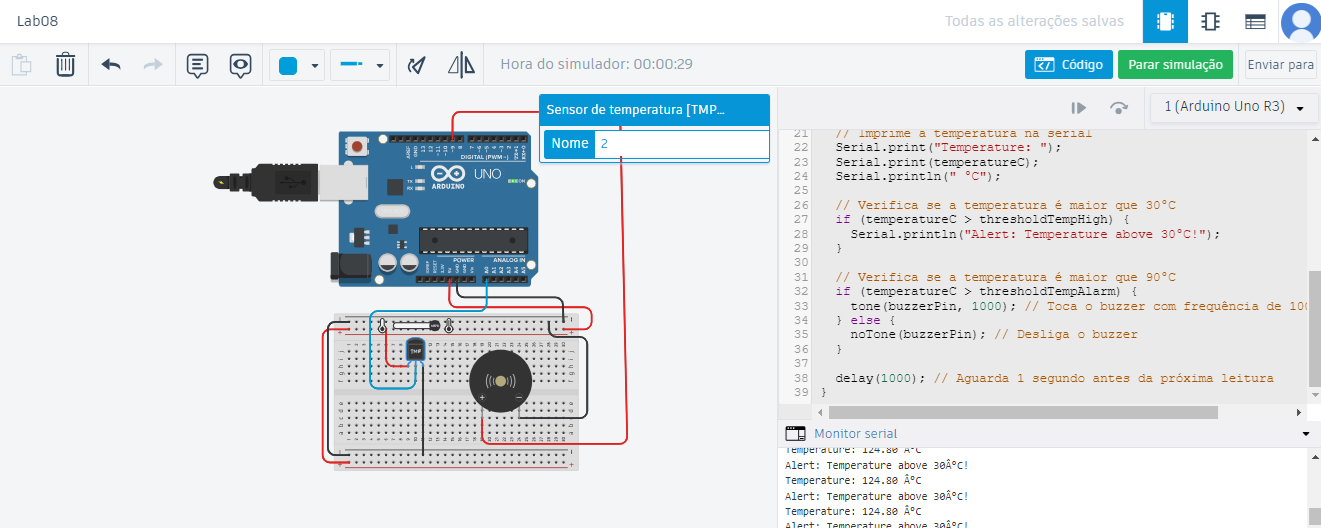 Lab08
Todas as alterações salvas
Hora do simulador: 00:00:29
Código
Parar simulação
Enviar para
Sensor de temperatura [TMP...
Nome 2
1 (Arduino Uno R3)
DIGITAL (PWM~)
UNO
ARDUINO
TX
RX
L
ON
POWER
ANALOG IN
TMP
21 // Imprime a temperatura na serial
22 Serial.print("Temperature: ");
23 Serial.print(temperatureC);
24 Serial.println(" °C");
25
26 // Verifica se a temperatura é maior que 30°C
27 if (temperatureC > thresholdTempHigh) {
28 Serial.println("Alert: Temperature above 30°C!");
29 }
30
31 // Verifica se a temperatura é maior que 90°C
32 if (temperatureC > thresholdTempAlarm) {
33 tone(buzzerPin, 1000); // Toca o buzzer com frequência de 100
34 } else {
35 noTone(buzzerPin); // Desliga o buzzer
36 }
37
38 delay(1000); // Aguarda 1 segundo antes da próxima leitura
39 }
Monitor serial
Temperature: 124.80 Â°C
Alert: Temperature above 30Â°C!
Temperature: 124.80 Â°C
Alert: Temperature above 30Â°C!
Temperature: 124.80 Â°C
Alert: Temperature above 30Â°C!